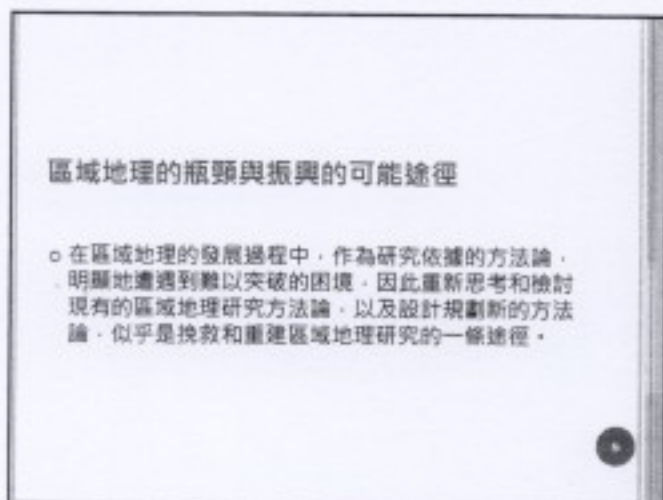 區域地理的瓶頸與振興的可能途徑
在區域地理的發展過程中，作為研究依據的方法論，
明顯地遭遇到難以突破的困境，因此重新思考和檢討
現有的區域地理研究方法論，以及設計規劃新的方法
論，似乎是挽救和重建區域地理研究的一條途徑。